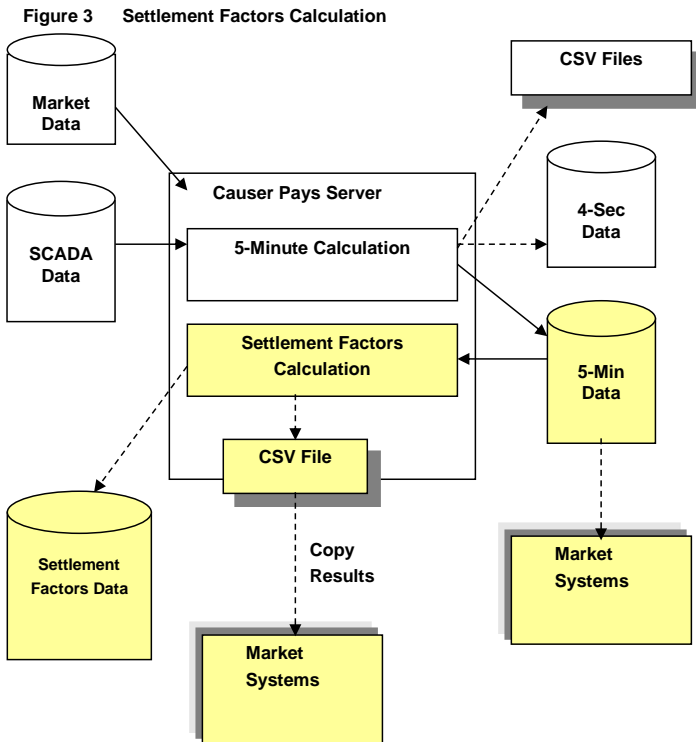 Figure 3 Settlement Factors Calculation
CSV Files
Market
Data
Causer Pays Server
4-Sec
Data
SCADA
Data
5-Minute Calculation
Settlement Factors
Calculation
5-Min
Data
CSV File
Settlement
Factors Data
Copy
Results
Market
Systems
Market
Systems